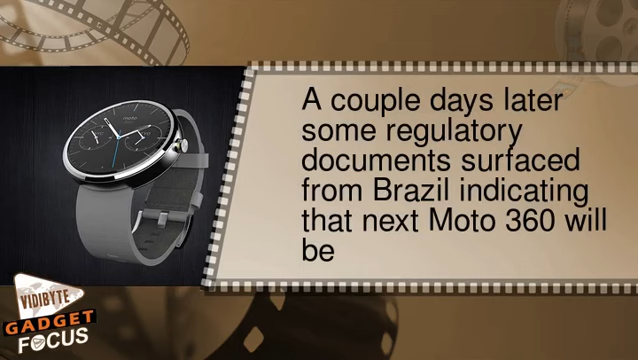 A couple days later
some regulatory
documents surfaced
from Brazil indicating
that next Moto 360 will
be
VIDIBYTE
GADGET
FOCUS